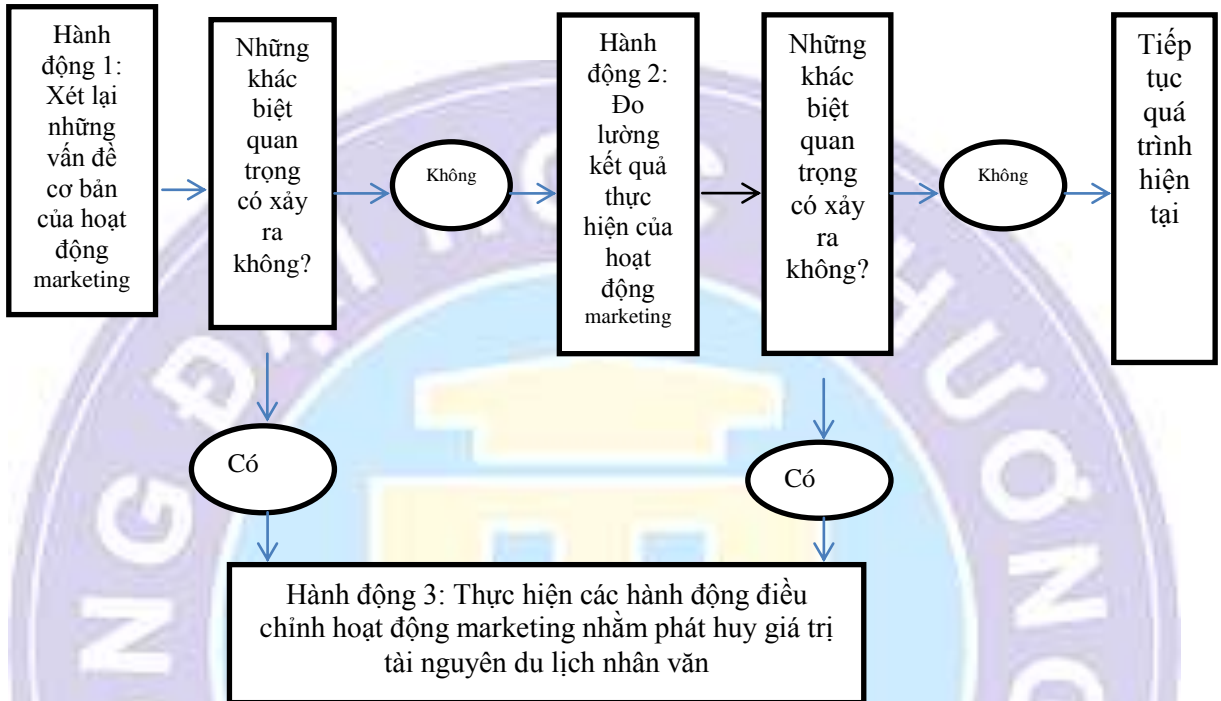 Hành
động 1:
Xét lại
những
vấn đề
cơ bản
của hoạt
động
marketing
Những
khác
biệt
quan
trọng
có xảy
ra
không?
Không
Hành
động 2:
Đo
lường
kết quả
thực
hiện của
hoạt
động
marketing
Những
khác
biệt
quan
trọng
có xảy
ra
không?
Không
Tiếp
tục
quá
trình
hiện
tại
Có
Có
Hành động 3: Thực hiện các hành động điều
chỉnh hoạt động marketing nhằm phát huy giá trị
tài nguyên du lịch nhân văn